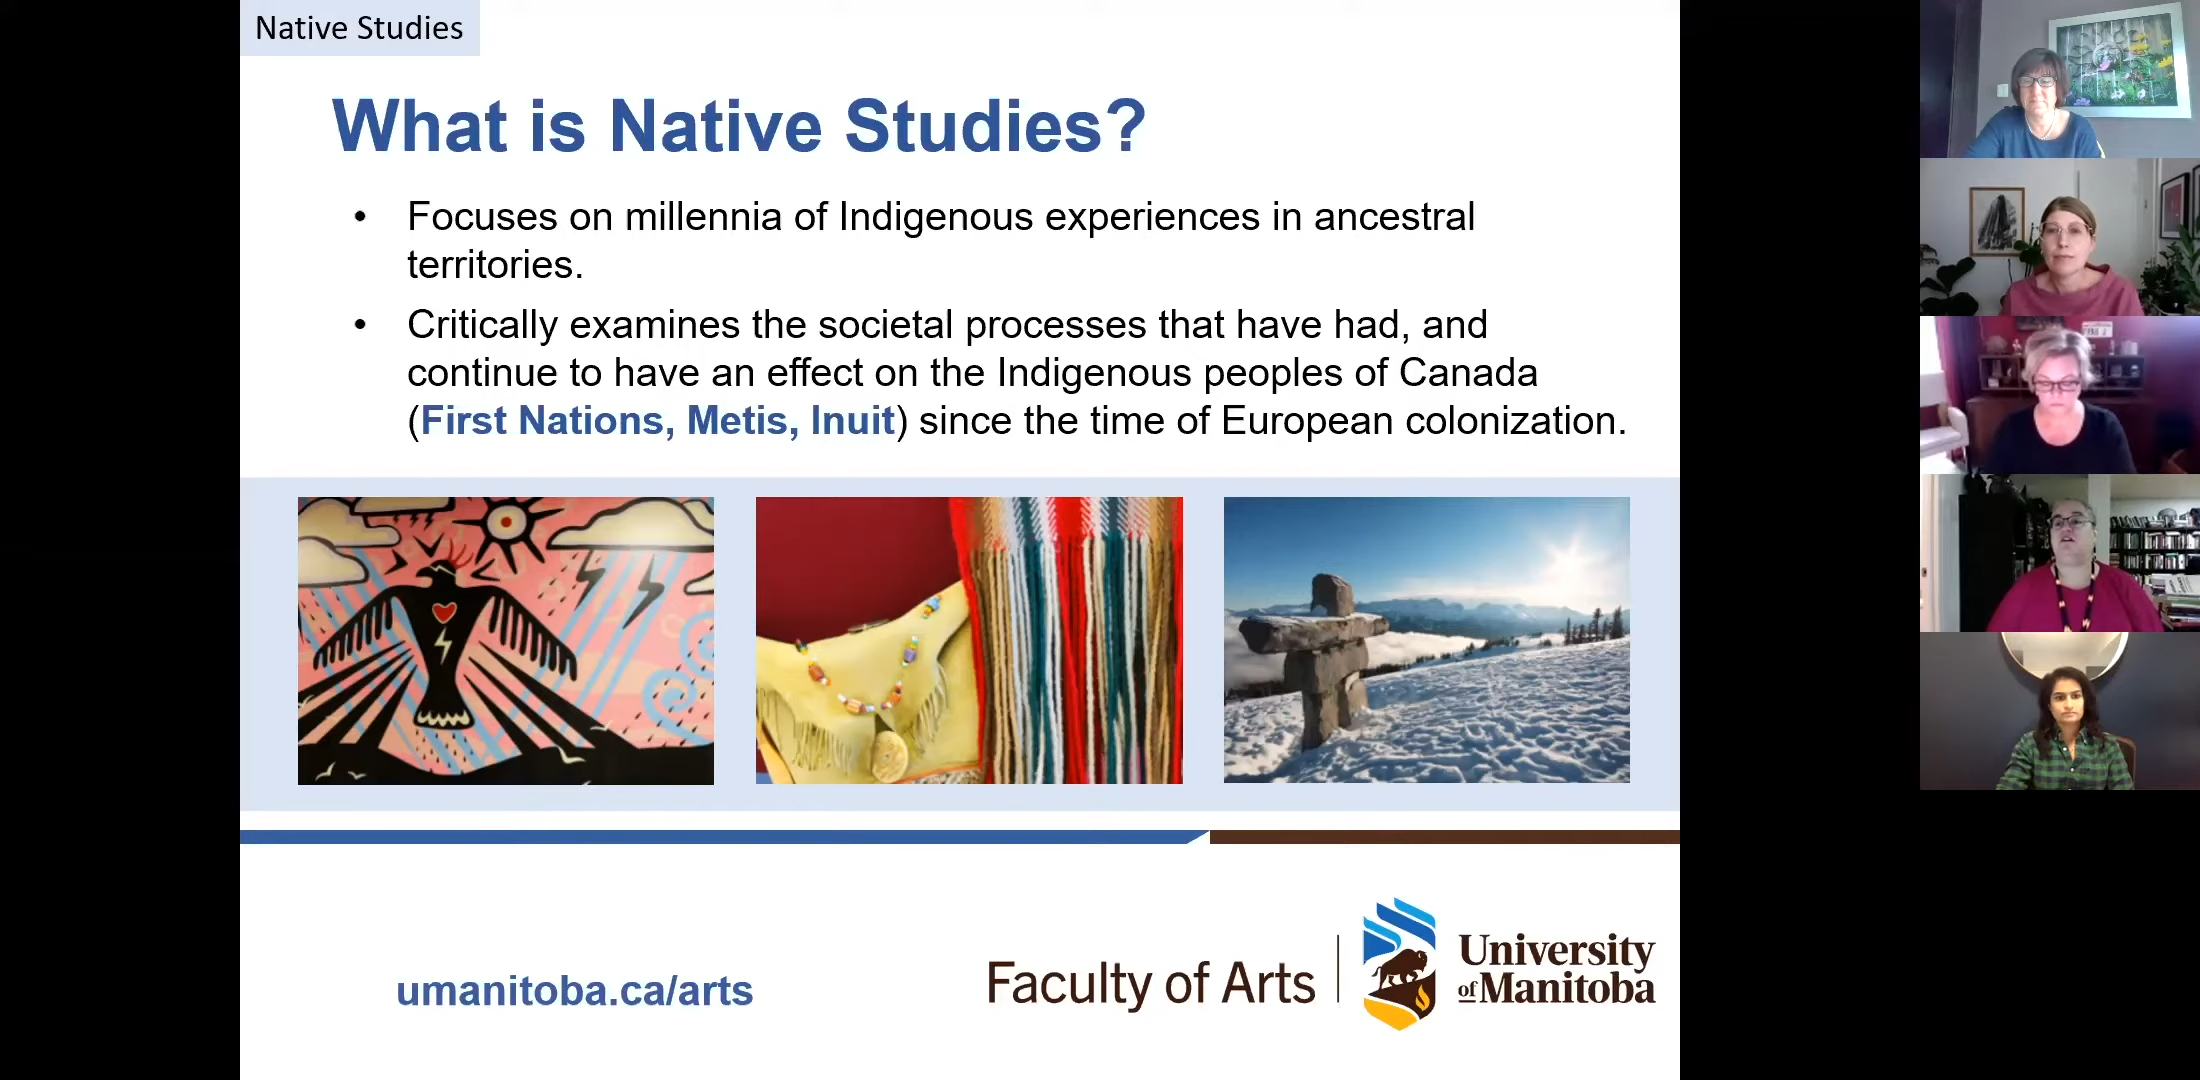 Native Studies
What is Native Studies?
• Focuses on millennia of Indigenous experiences in ancestral
territories.
• Critically examines the societal processes that have had, and
continue to have an effect on the Indigenous peoples of Canada
(First Nations, Metis, Inuit) since the time of European colonization.
umanitoba.ca/arts
Faculty of Arts
University
of Manitoba